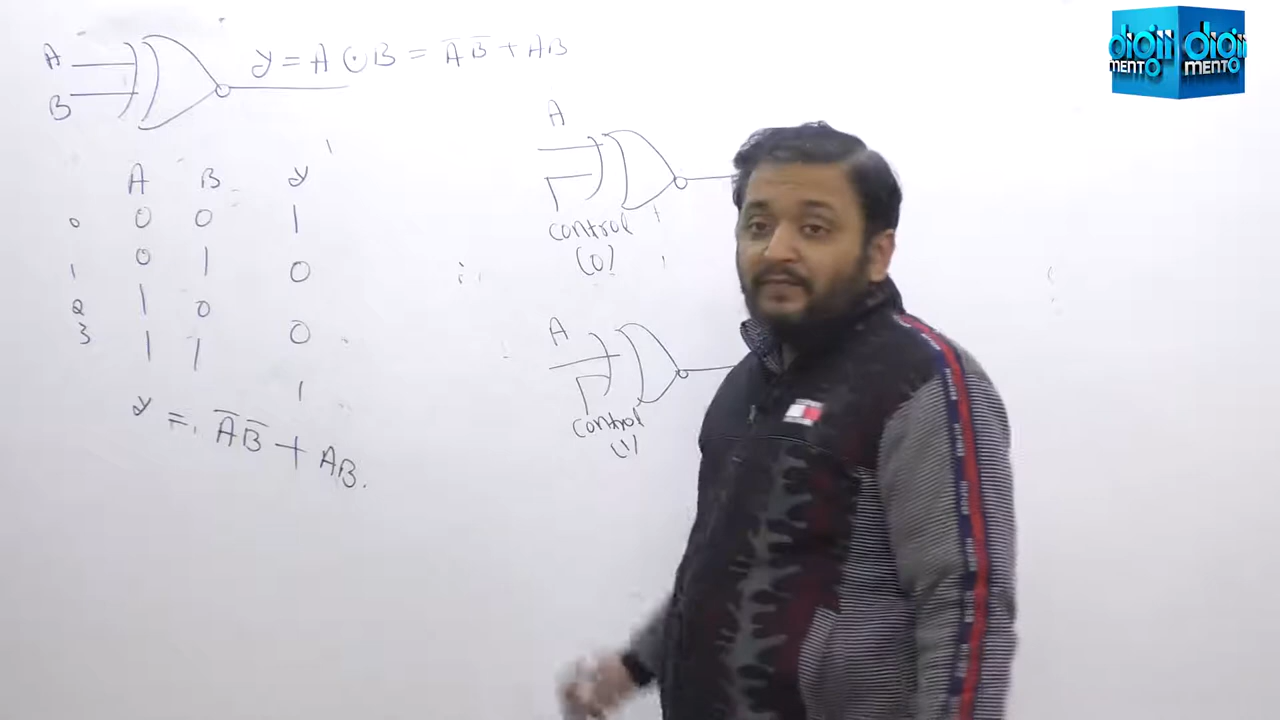 A
B
y = A ⊙ B = A̅ B̅ + AB
A B y
0 0 0 1
1 0 1 0
2 1 0 0
3 1 1 1
y = A̅ B̅ + AB.
A
control
(0)
A
control
(1)
digii digii
MENTO MENTO